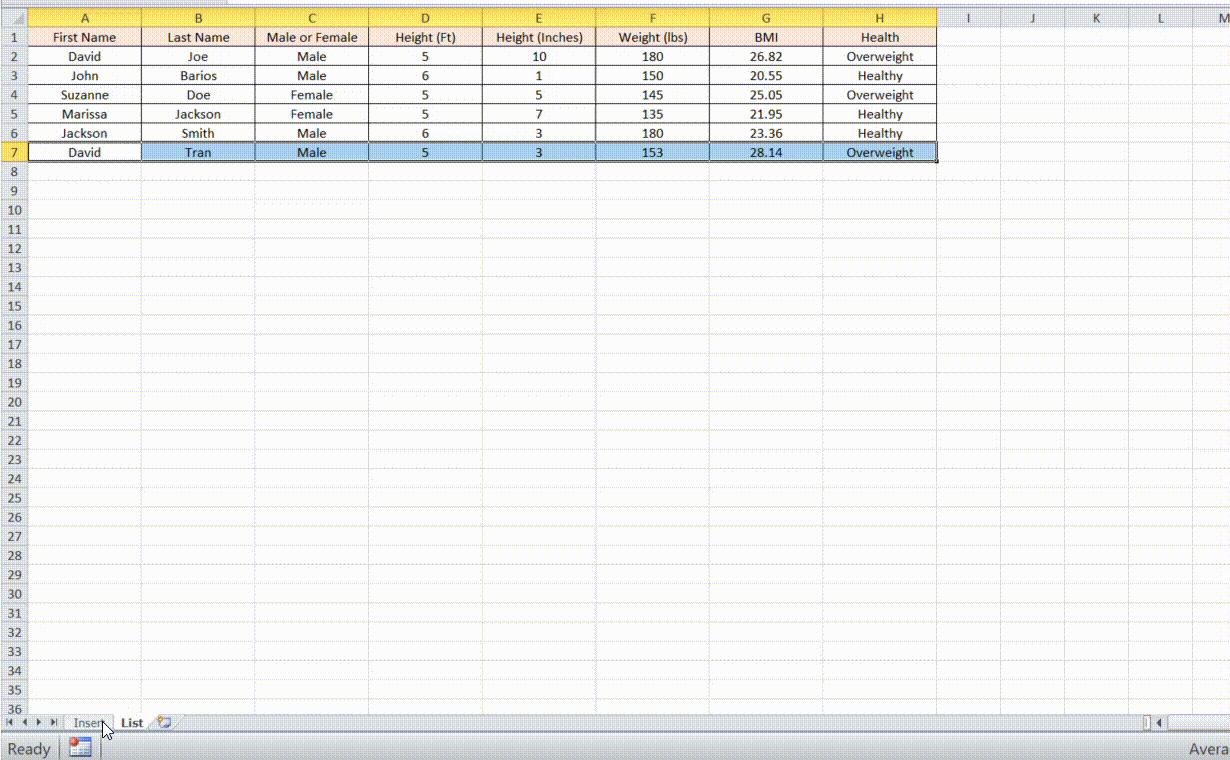 A B C D E F G H I J K L M
1 First Name Last Name Male or Female Height (Ft) Height (Inches) Weight (lbs) BMI Health
2 David Joe Male 5 10 180 26.82 Overweight
3 John Barios Male 6 1 150 20.55 Healthy
4 Suzanne Doe Female 5 5 145 25.05 Overweight
5 Marissa Jackson Female 5 7 135 21.95 Healthy
6 Jackson Smith Male 6 3 180 23.36 Healthy
7 David Tran Male 5 3 153 28.14 Overweight
8
9
10
11
12
13
14
15
16
17
18
19
20
21
22
23
24
25
26
27
28
29
30
31
32
33
34
35
36
List
Ready Avera